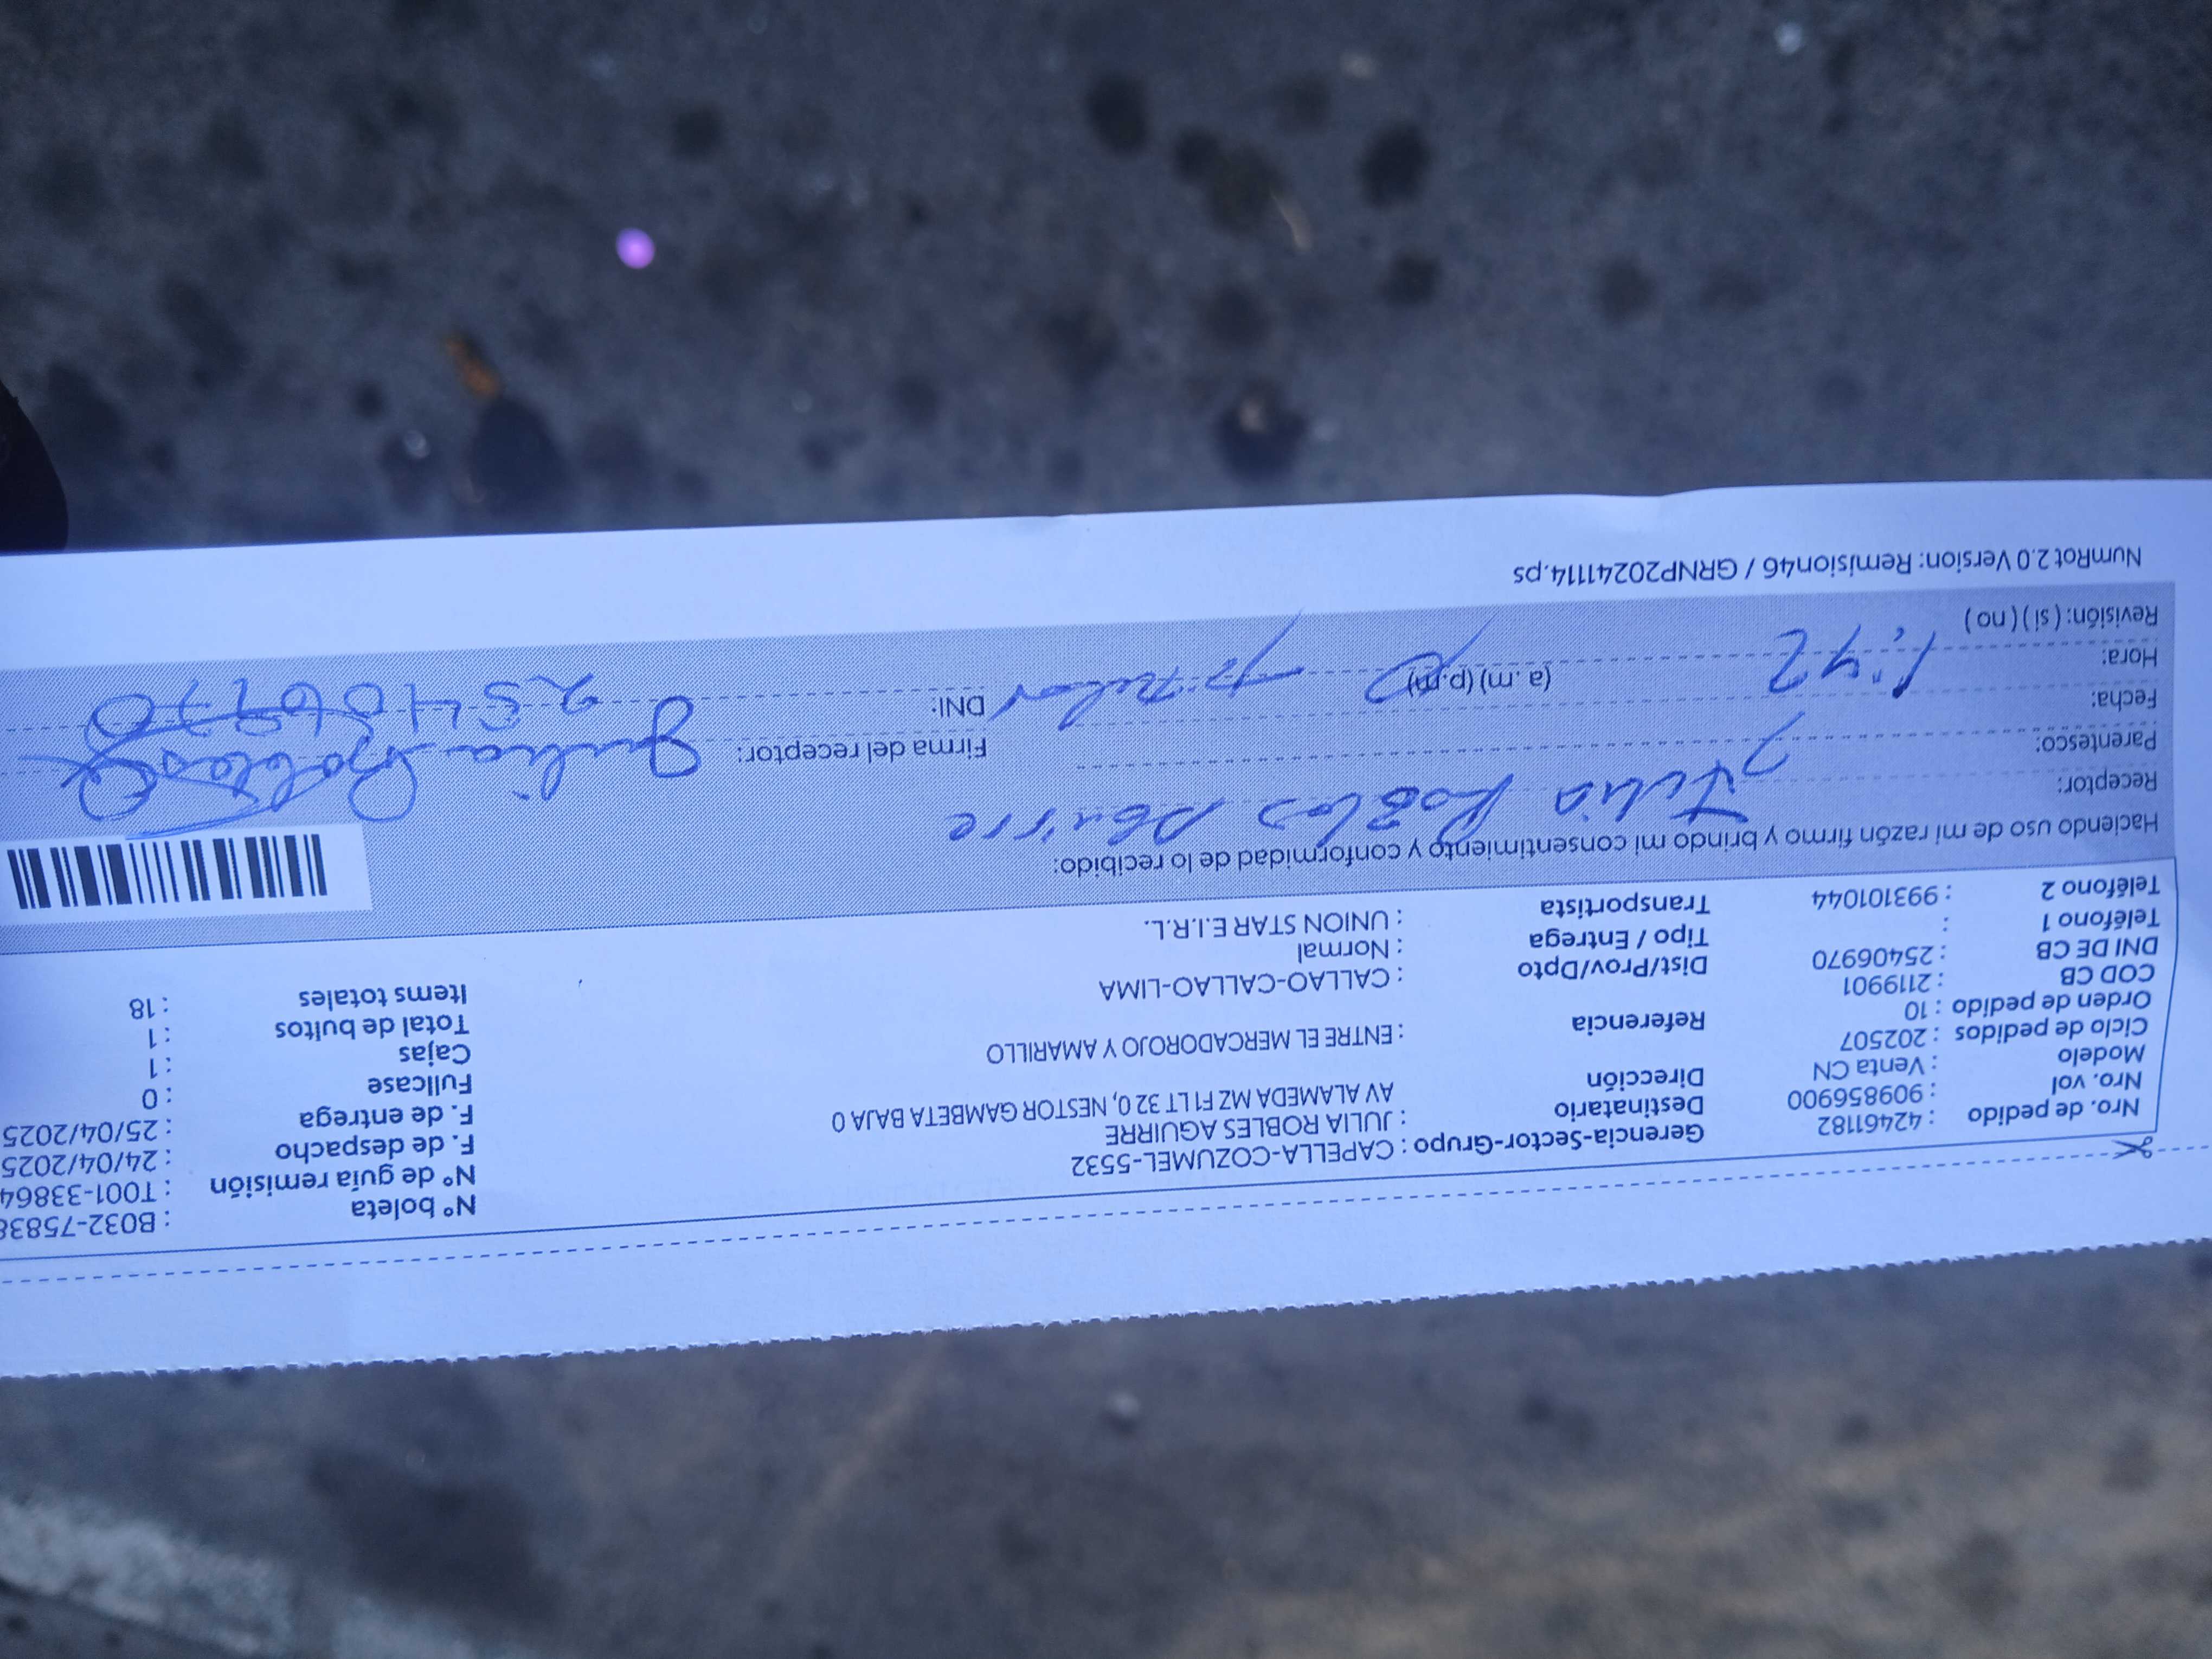 Nro. de pedido : 42461182 Gerencia-Sector-Grupo : CAPELLA-COZUMEL-5532 N° boleta : B032-75838
Nro. vol : 909856900 Destinatario : JULIA ROBLES AGUIRRE N° de guía remisión : T001-33864
Modelo : Venta CN Dirección AV ALAMEDA MZ F1 LT 32 0, NESTOR GAMBETA BAJA 0 F. de despacho : 24/04/2025
Ciclo de pedidos : 202507 F. de entrega : 25/04/2025
Orden de pedido : 10 Referencia : ENTRE EL MERCADOROJO Y AMARILLO Fullcase : 0
COD CB : 2119901 Cajas : 1
DNI DE CB : 25406970 Dist/Prov/Dpto : CALLAO-CALLAO-LIMA Total de bultos : 1
Teléfono 1 : Tipo / Entrega : Normal Items totales : 18
Teléfono 2 : 993101044 Transportista : UNION STAR E.I.R.L.
Haciendo uso de mi razón firmo y brindo mi consentimiento y conformidad de lo recibido:
Receptor: Julia Robles
Parentesco: Firma del receptor: Julia Robles
Fecha: DNI: 25406970
Hora: 1:42 (a. m) (p. m)
Revisión: ( si ) ( no )
NumRot 2.0 Version: Remision46 / GRNP20241114.ps